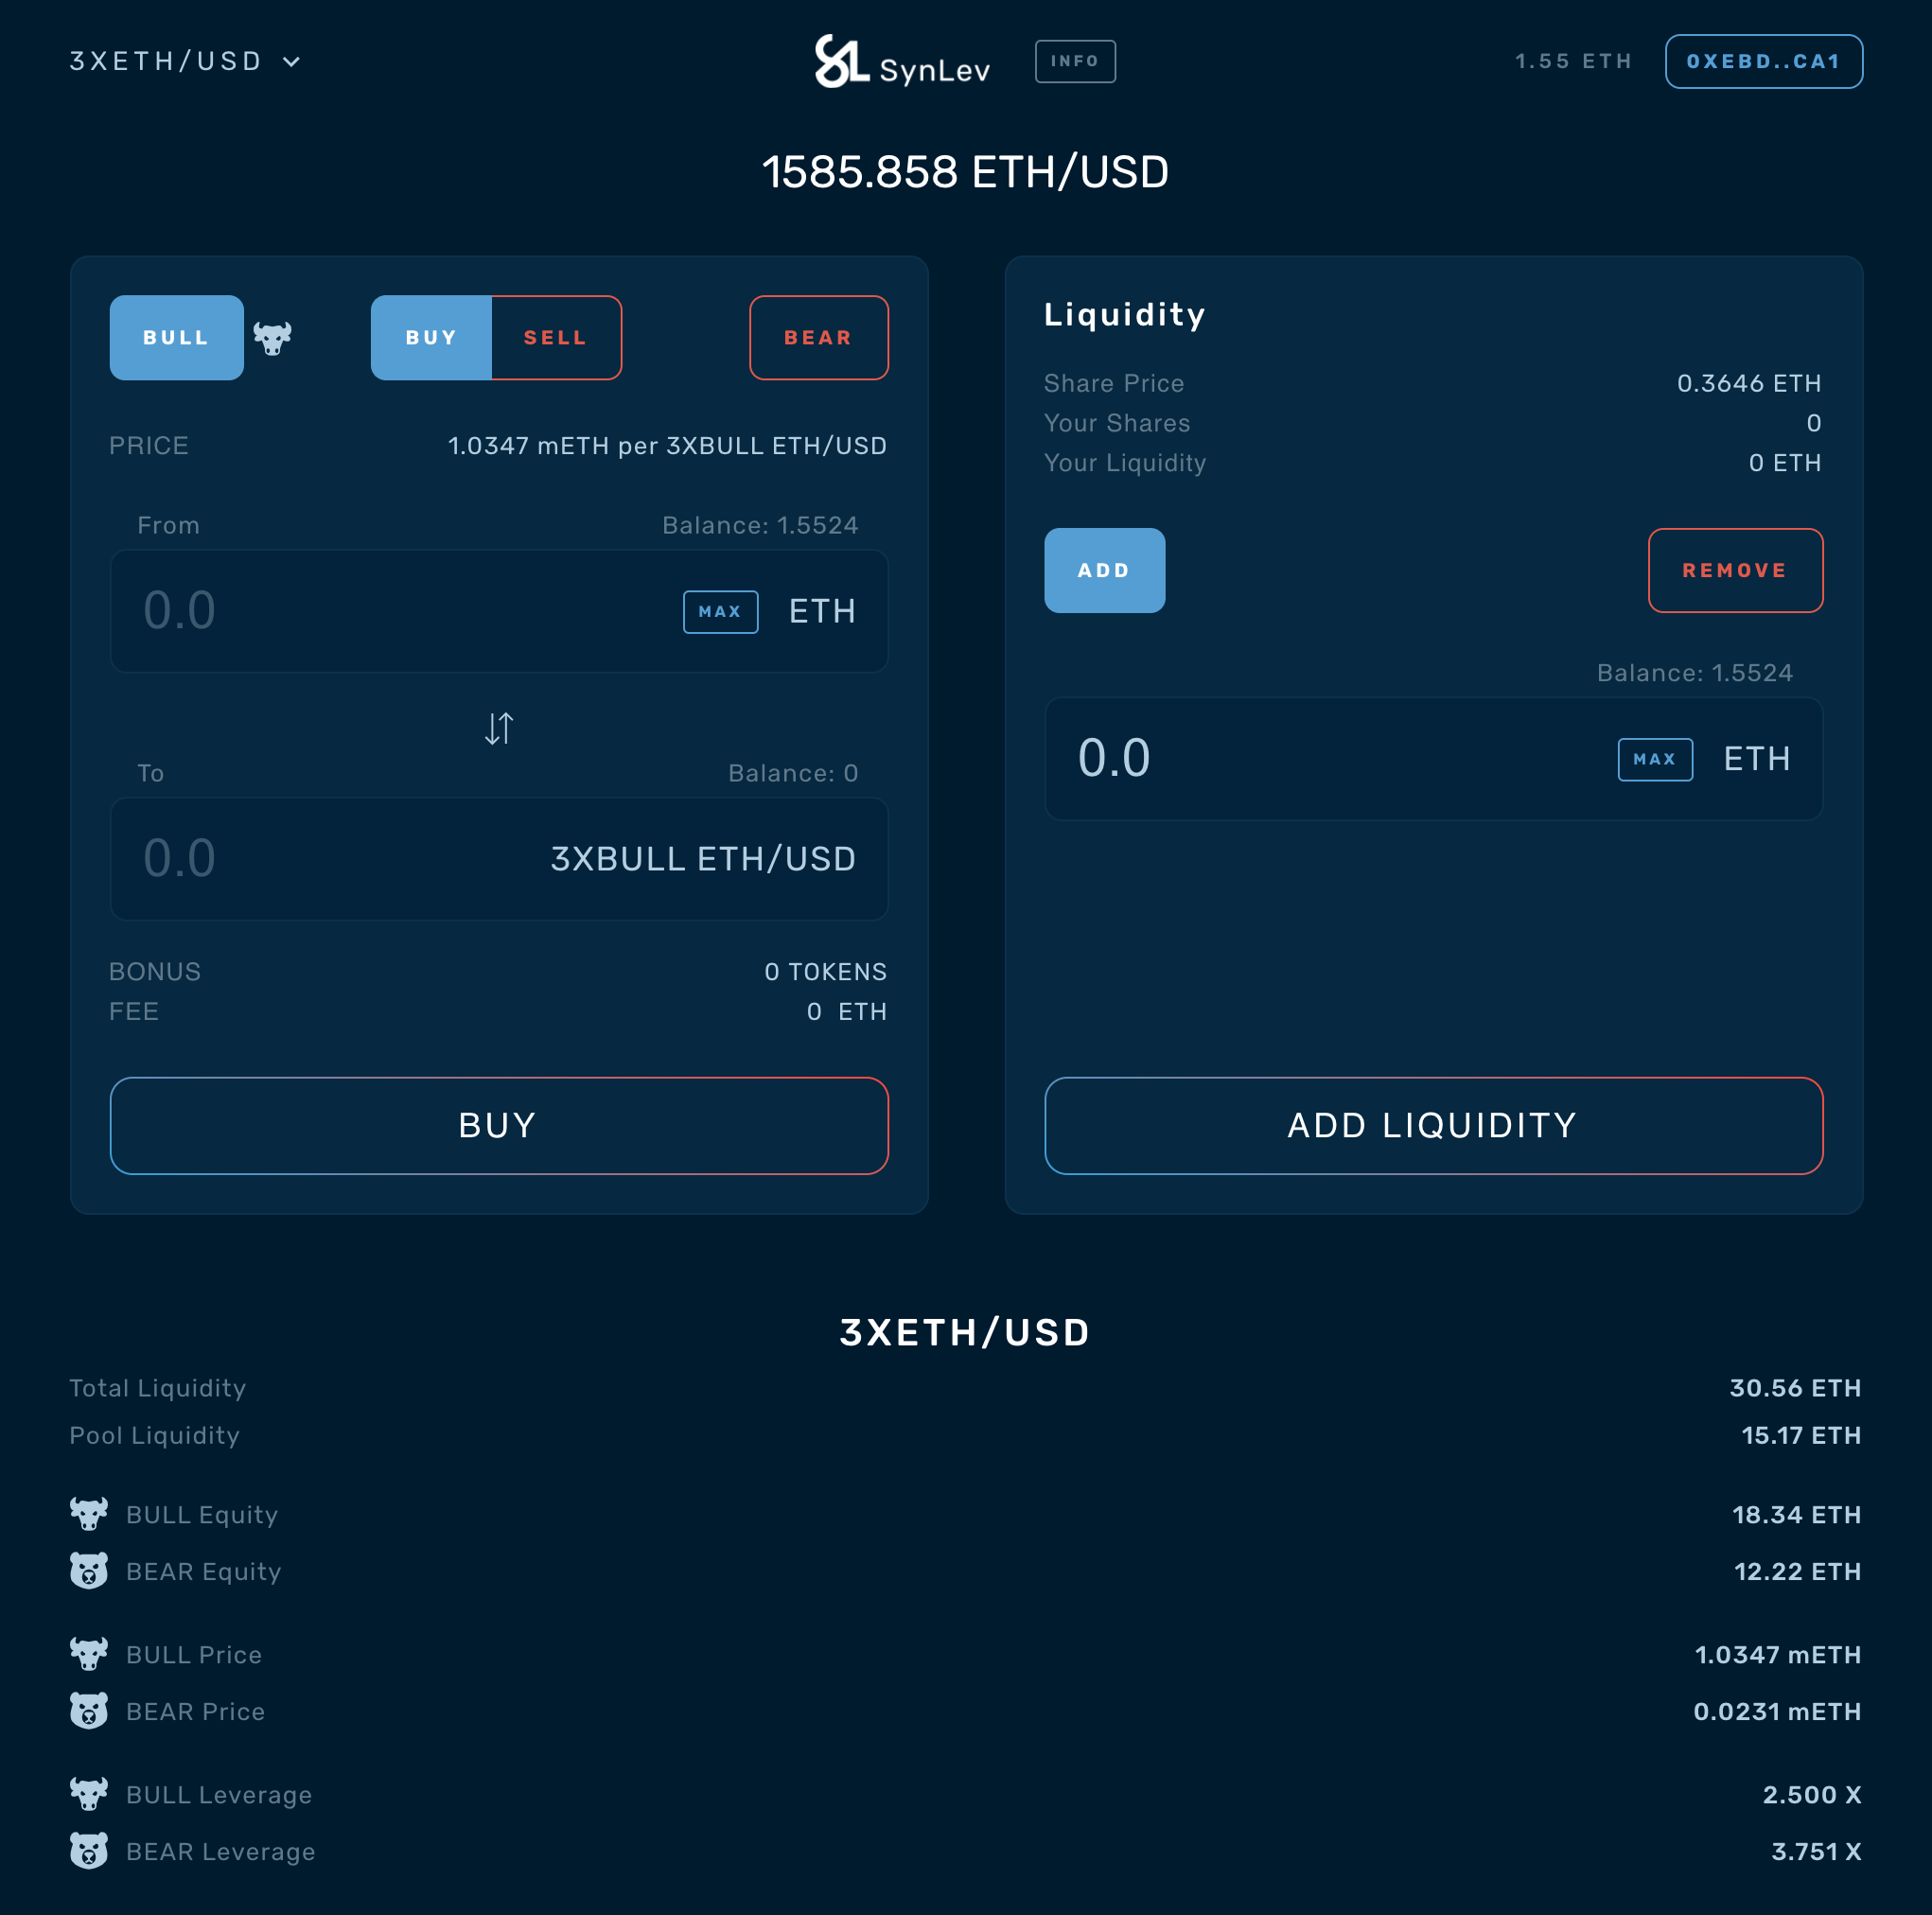 3XETH/USD
SynLev
INFO
1.55 ETH
0XEBD..CA1
1585.858 ETH/USD
BULL
BUY
SELL
BEAR
PRICE
1.0347 mETH per 3XBULL ETH/USD
From
Balance: 1.5524
0.0
MAX
ETH
To
Balance: 0
0.0
3XBULL ETH/USD
BONUS
0 TOKENS
FEE
0 ETH
BUY
Liquidity
Share Price
0.3646 ETH
Your Shares
0
Your Liquidity
0 ETH
ADD
REMOVE
Balance: 1.5524
0.0
MAX
ETH
ADD LIQUIDITY
3XETH/USD
Total Liquidity
30.56 ETH
Pool Liquidity
15.17 ETH
BULL Equity
18.34 ETH
BEAR Equity
12.22 ETH
BULL Price
1.0347 mETH
BEAR Price
0.0231 mETH
BULL Leverage
2.500 X
BEAR Leverage
3.751 X